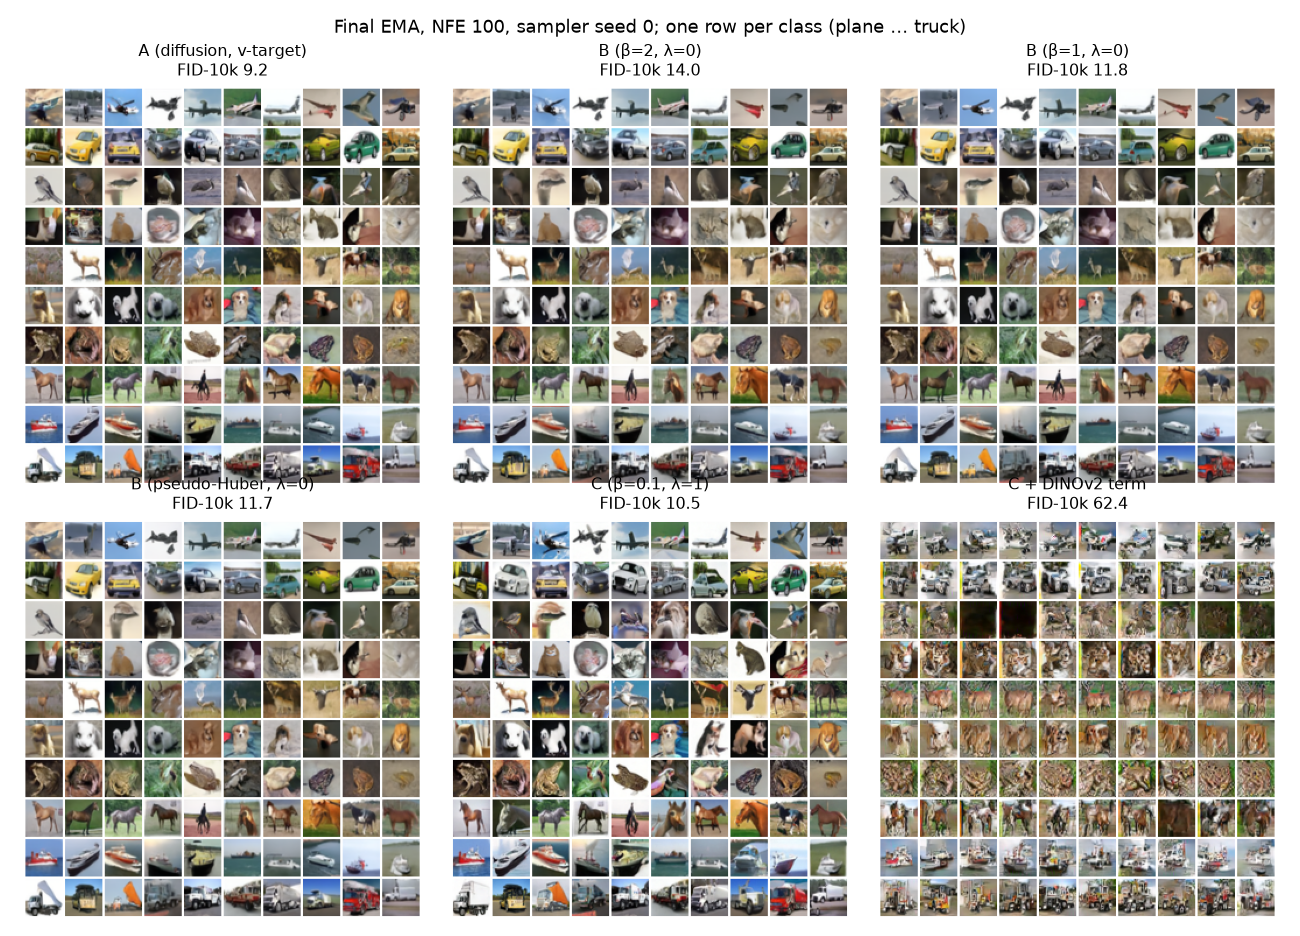 Final EMA, NFE 100, sampler seed 0; one row per class (plane … truck)
A (diffusion, v-target)
FID-10k 9.2
B (β=2, λ=0)
FID-10k 14.0
B (β=1, λ=0)
FID-10k 11.8
B (pseudo-Huber, λ=0)
FID-10k 11.7
C (β=0.1, λ=1)
FID-10k 10.5
C + DINOv2 term
FID-10k 62.4